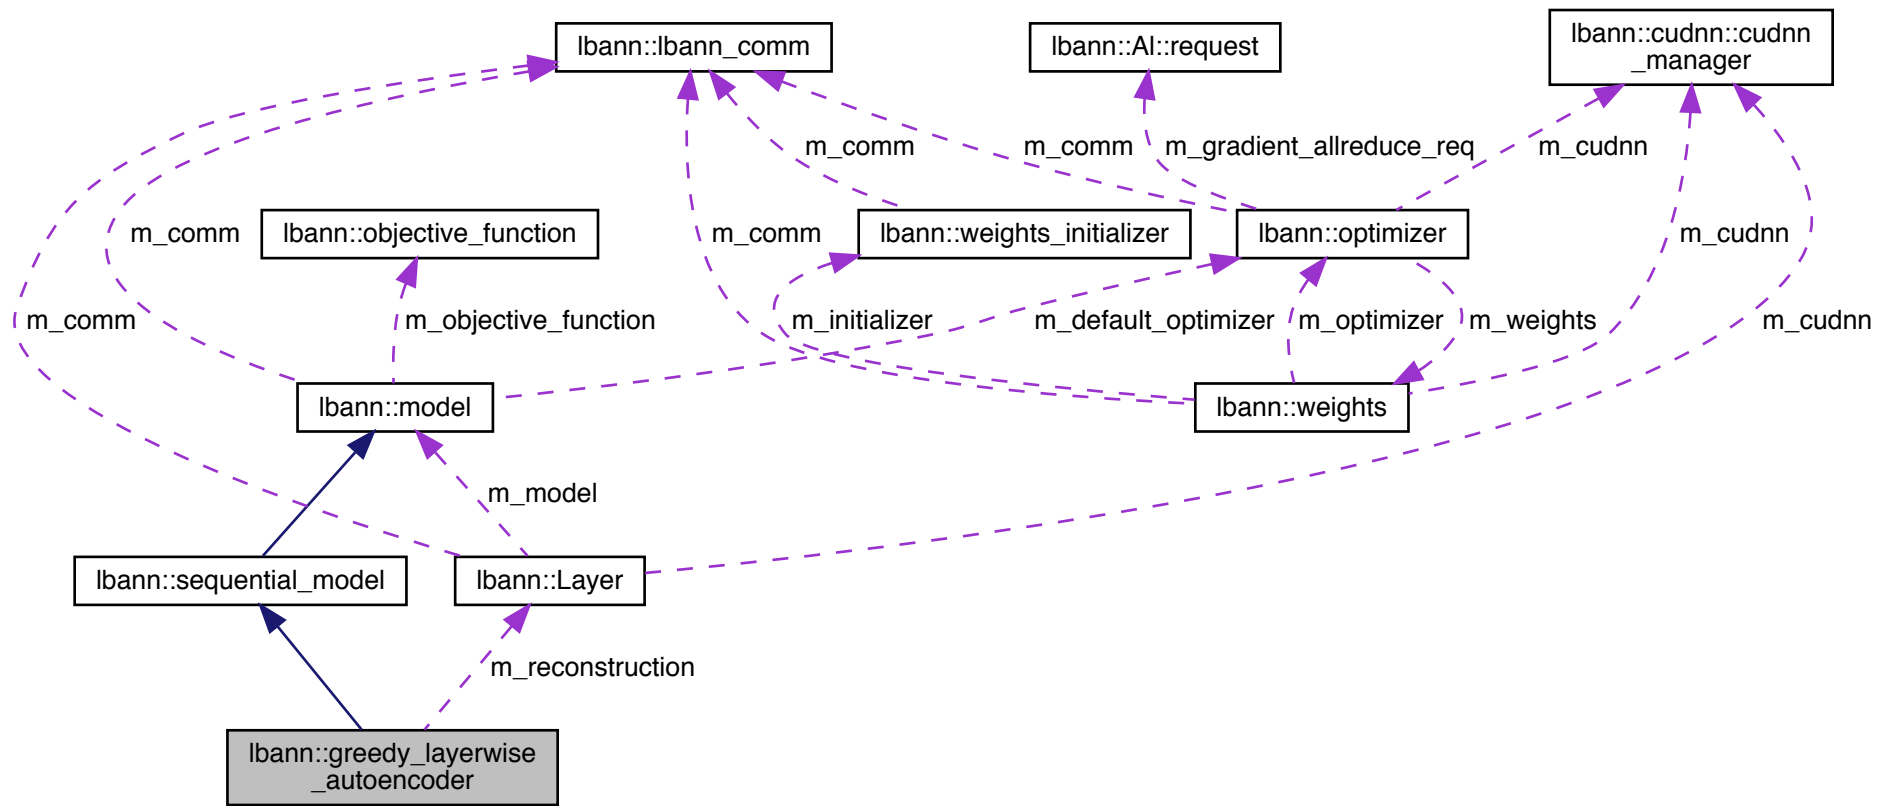 lbann::lbann_comm
lbann::Al::request
lbann::cudnn::cudnn
_manager
m_comm
m_comm
m_gradient_allreduce_req
m_cudnn
m_comm
lbann::objective_function
m_comm
lbann::weights_initializer
lbann::optimizer
m_cudnn
m_comm
m_objective_function
m_initializer
m_default_optimizer
m_optimizer
m_weights
m_cudnn
lbann::model
lbann::weights
m_model
lbann::sequential_model
lbann::Layer
m_reconstruction
lbann::greedy_layerwise
_autoencoder